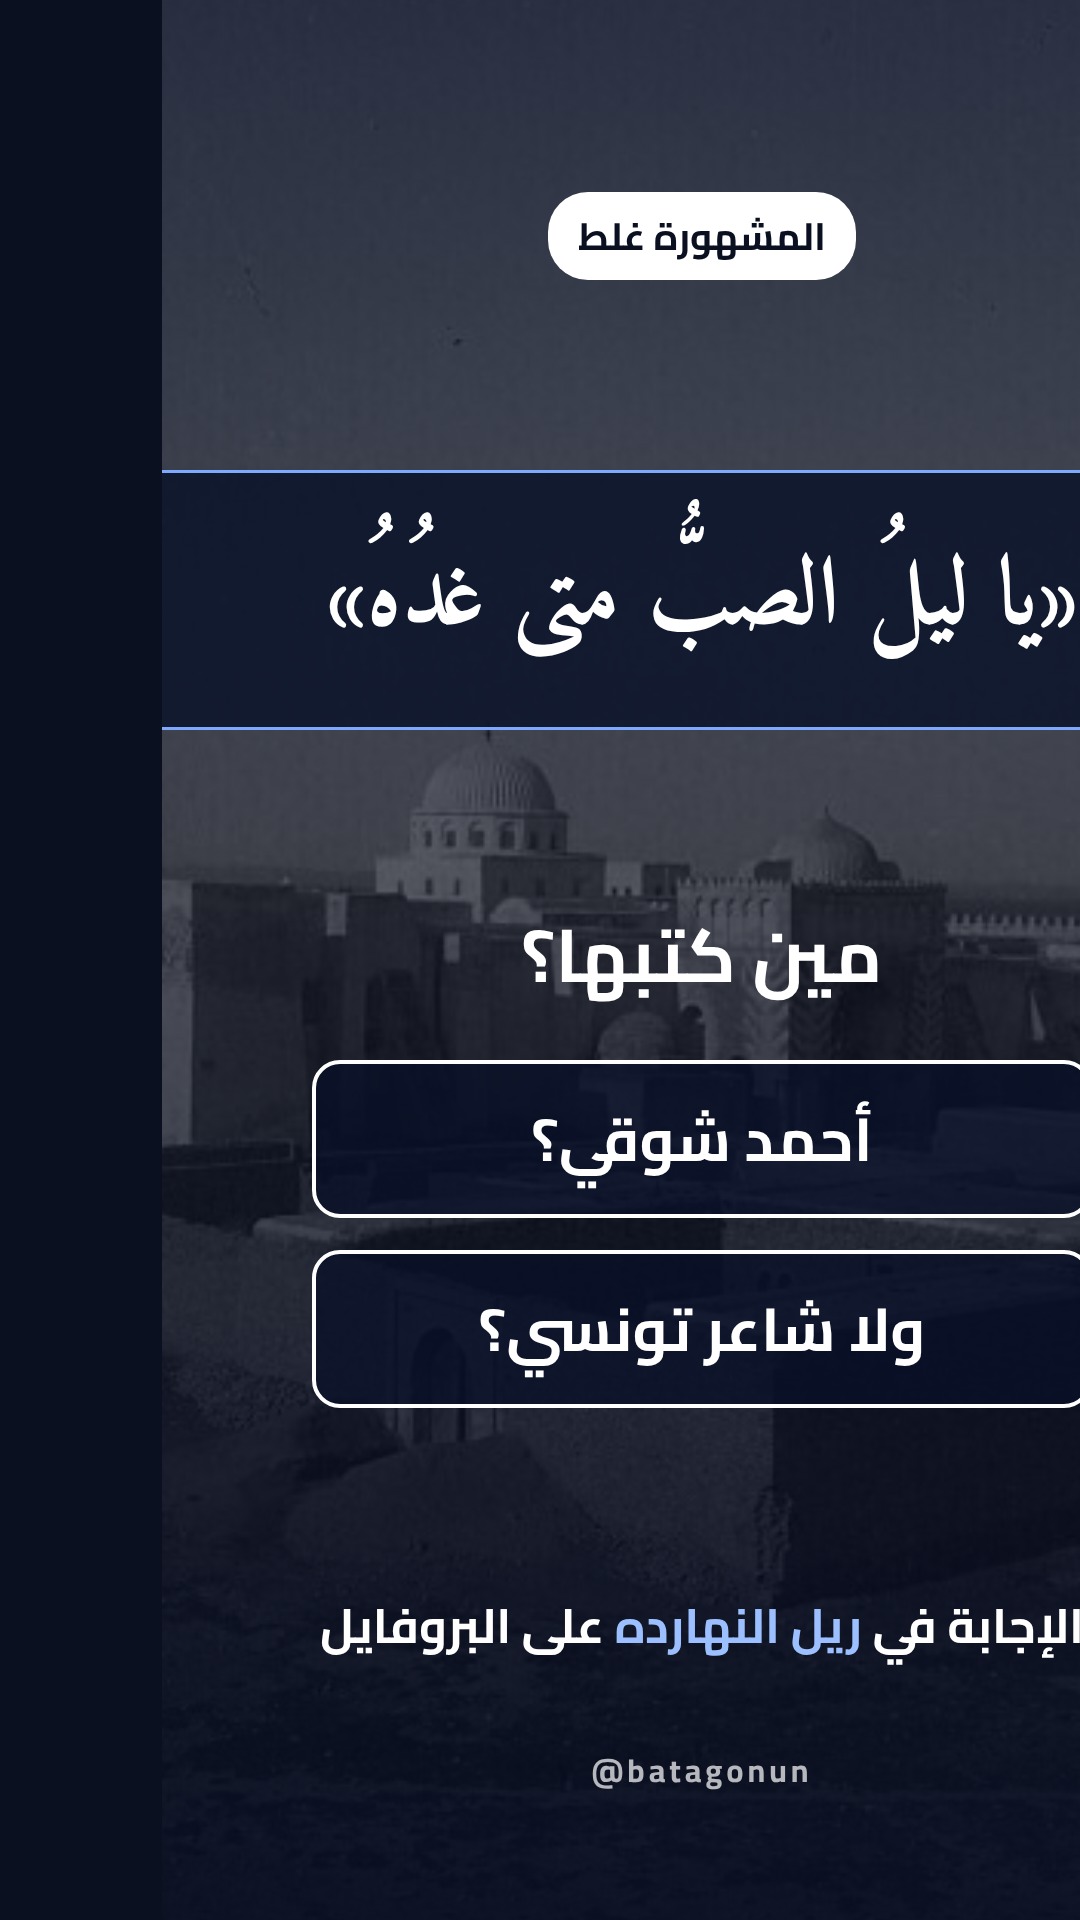 المشهورة غلط
«يا ليلُ الصبُّ متى غدُهُ»
مين كتبها؟
أحمد شوقي؟
ولا شاعر تونسي؟
الإجابة في ريل النهارده على البروفايل
@batagonun